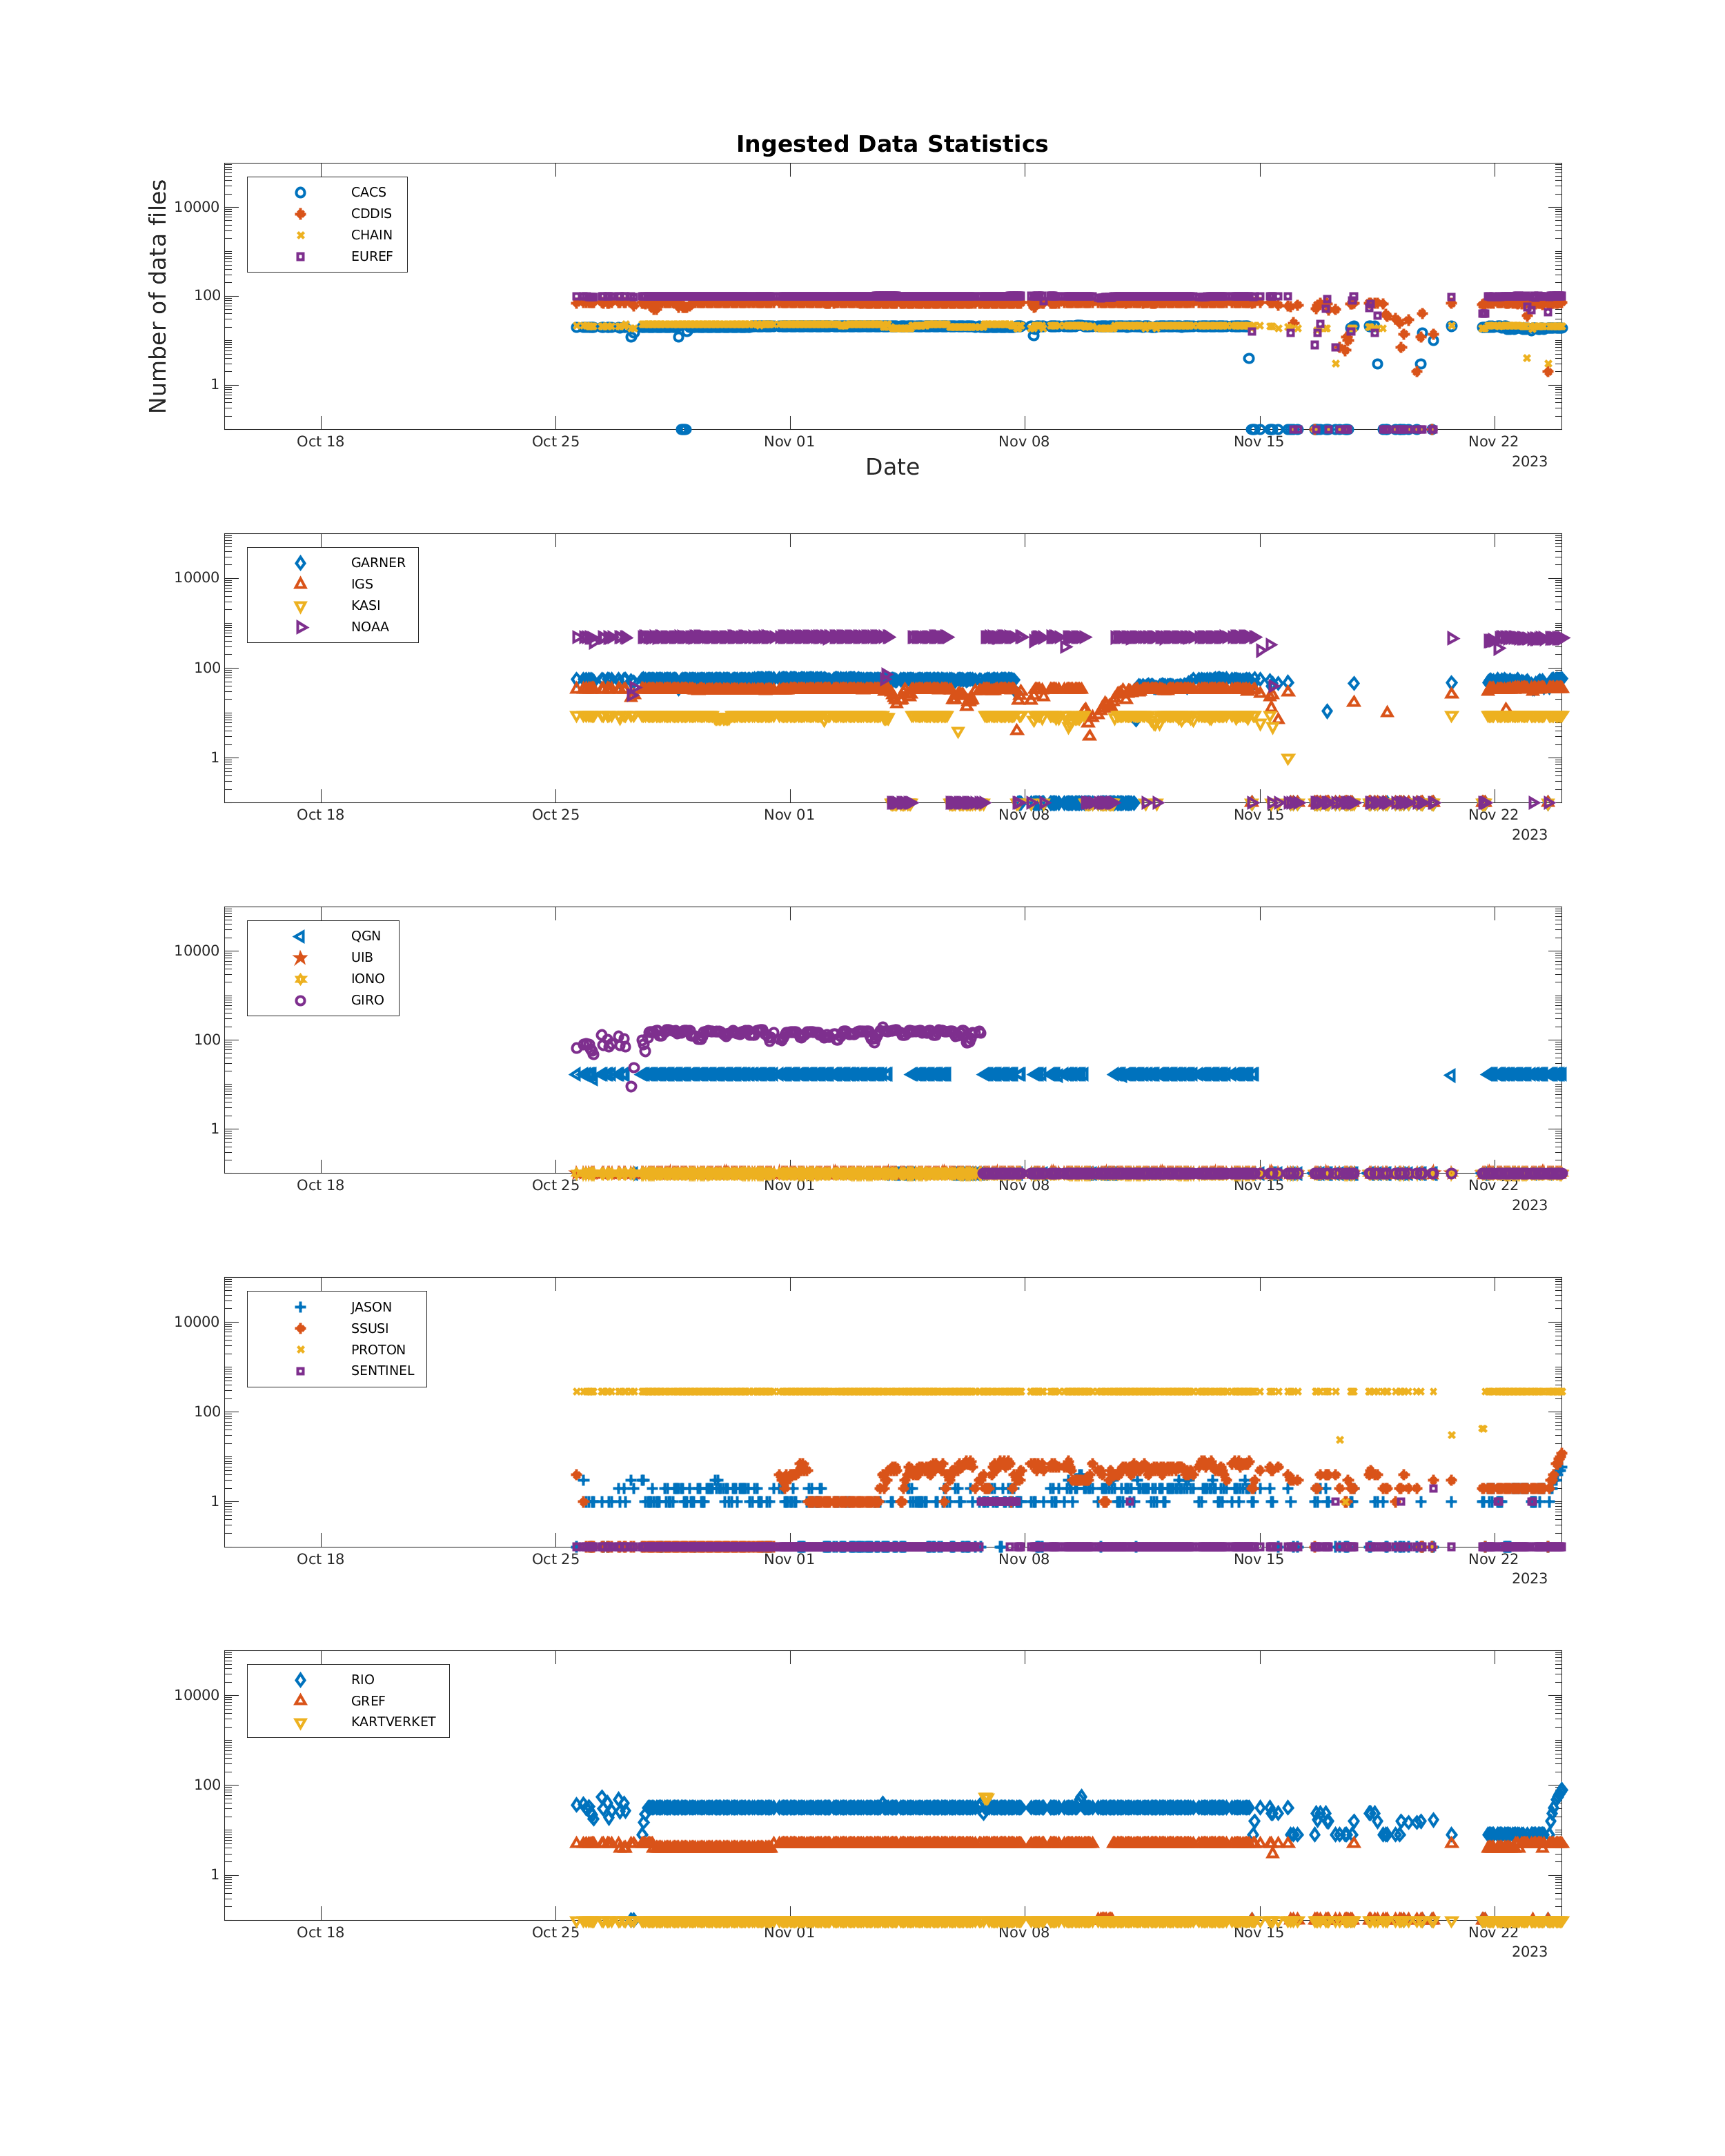 Ingested Data Statistics
Number of data files
CACS
CDDIS
CHAIN
EUREF
10000
100
1
Oct 18 Oct 25 Nov 01 Nov 08 Nov 15 Nov 22
2023
Date
GARNER
IGS
KASI
NOAA
10000
100
1
Oct 18 Oct 25 Nov 01 Nov 08 Nov 15 Nov 22
2023
QGN
UIB
IONO
GIRO
10000
100
1
Oct 18 Oct 25 Nov 01 Nov 08 Nov 15 Nov 22
2023
JASON
SSUSI
PROTON
SENTINEL
10000
100
1
Oct 18 Oct 25 Nov 01 Nov 08 Nov 15 Nov 22
2023
RIO
GREF
KARTVERKET
10000
100
1
Oct 18 Oct 25 Nov 01 Nov 08 Nov 15 Nov 22
2023